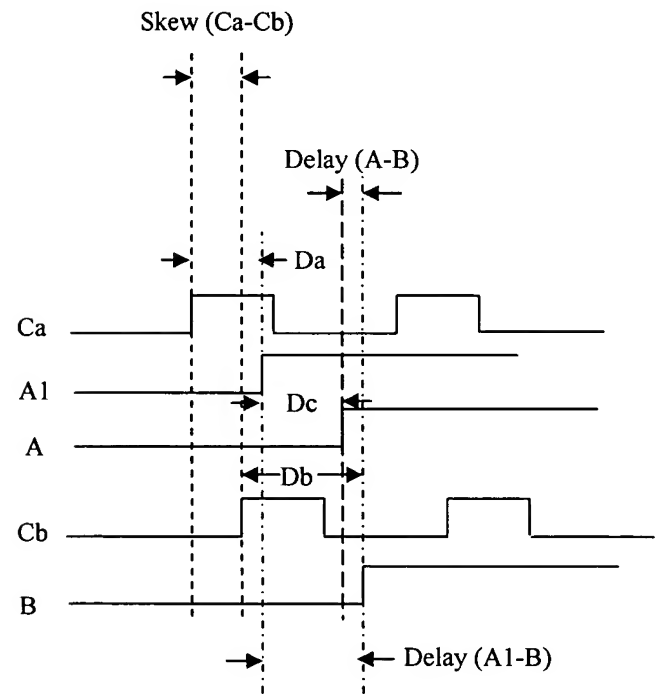 Skew (Ca-Cb)
Delay (A-B)
Da
Ca
A1
Dc
A
Db
Cb
B
Delay (A1-B)